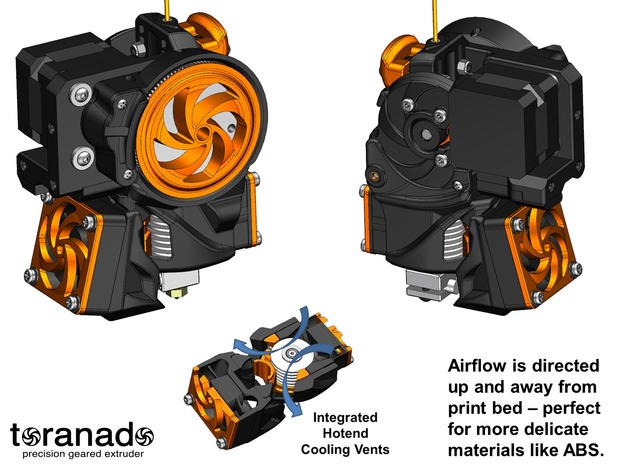 Airflow is directed
up and away from
print bed – perfect
for more delicate
materials like ABS.
Integrated
Hotend
Cooling Vents
toranado
precision geared extruder